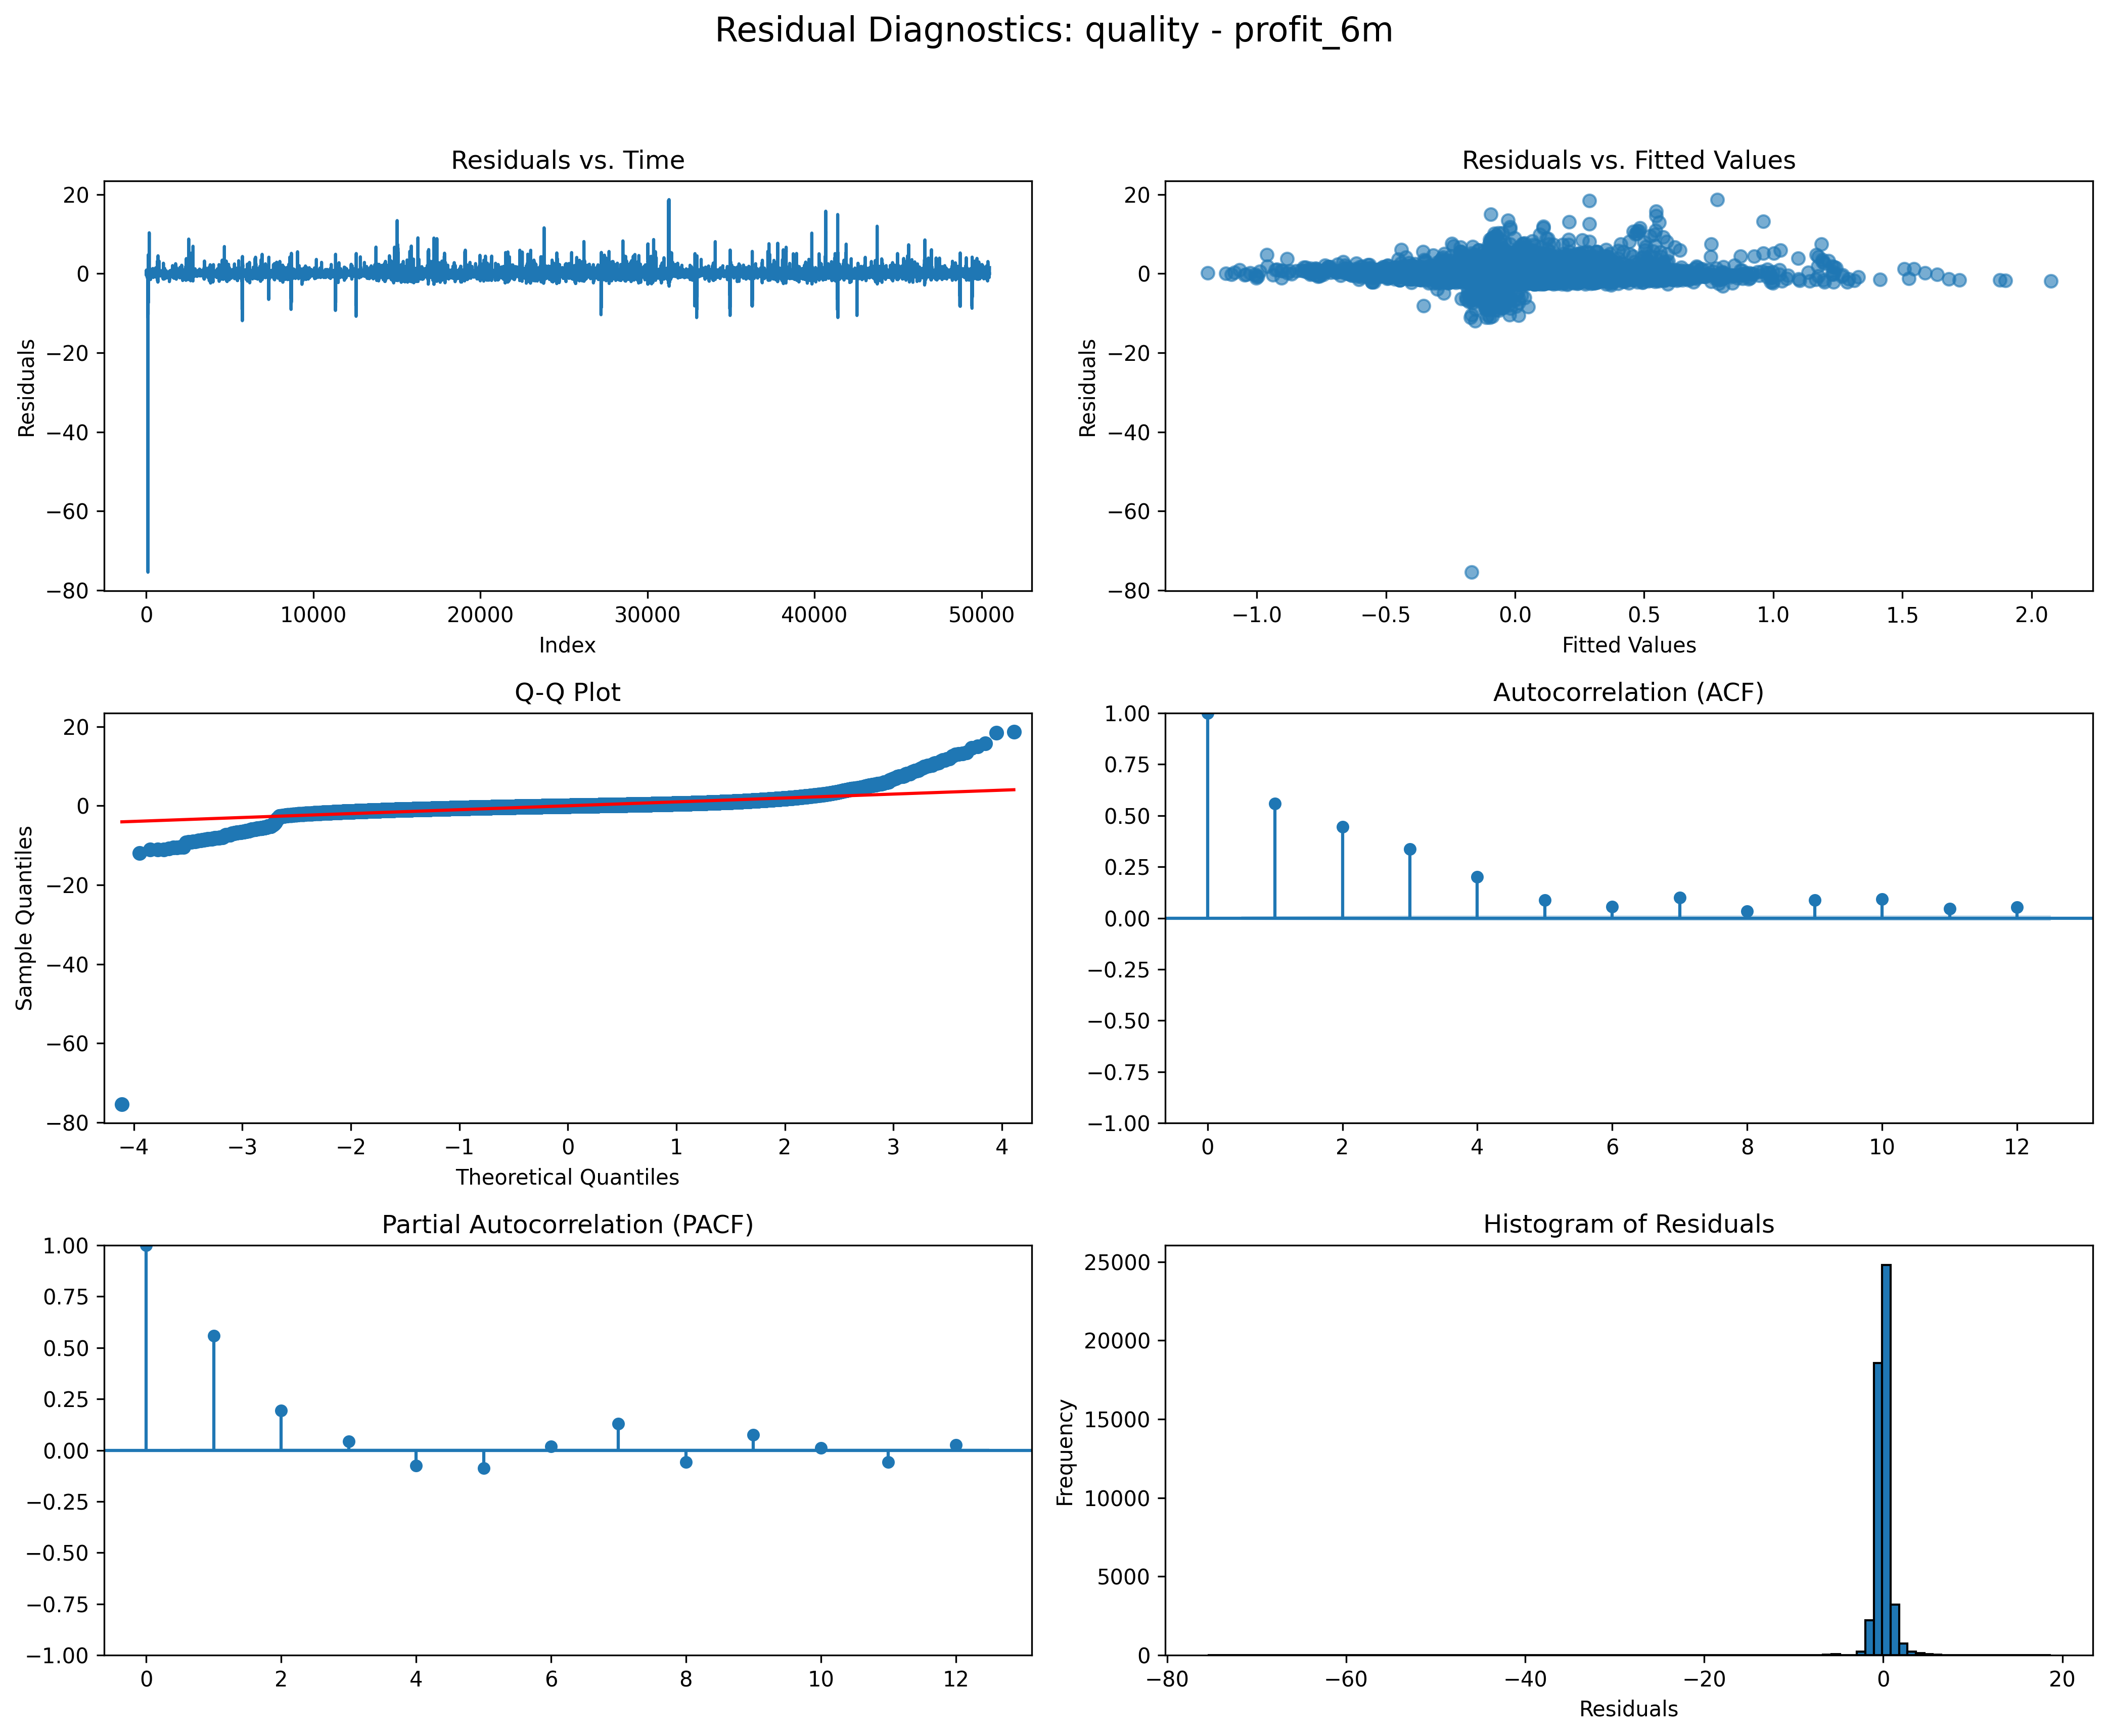 Residual Diagnostics: quality - profit_6m
Residuals vs. Time
20
0
−20
−40
−60
−80
Residuals
0 10000 20000 30000 40000 50000
Index
Residuals vs. Fitted Values
20
0
−20
−40
−60
−80
Residuals
−1.0 −0.5 0.0 0.5 1.0 1.5 2.0
Fitted Values
Q-Q Plot
20
0
−20
−40
−60
−80
Sample Quantiles
−4 −3 −2 −1 0 1 2 3 4
Theoretical Quantiles
Autocorrelation (ACF)
1.00
0.75
0.50
0.25
0.00
−0.25
−0.50
−0.75
−1.00
0 2 4 6 8 10 12
Partial Autocorrelation (PACF)
1.00
0.75
0.50
0.25
0.00
−0.25
−0.50
−0.75
−1.00
0 2 4 6 8 10 12
Histogram of Residuals
25000
20000
15000
10000
5000
0
Frequency
−80 −60 −40 −20 0 20
Residuals